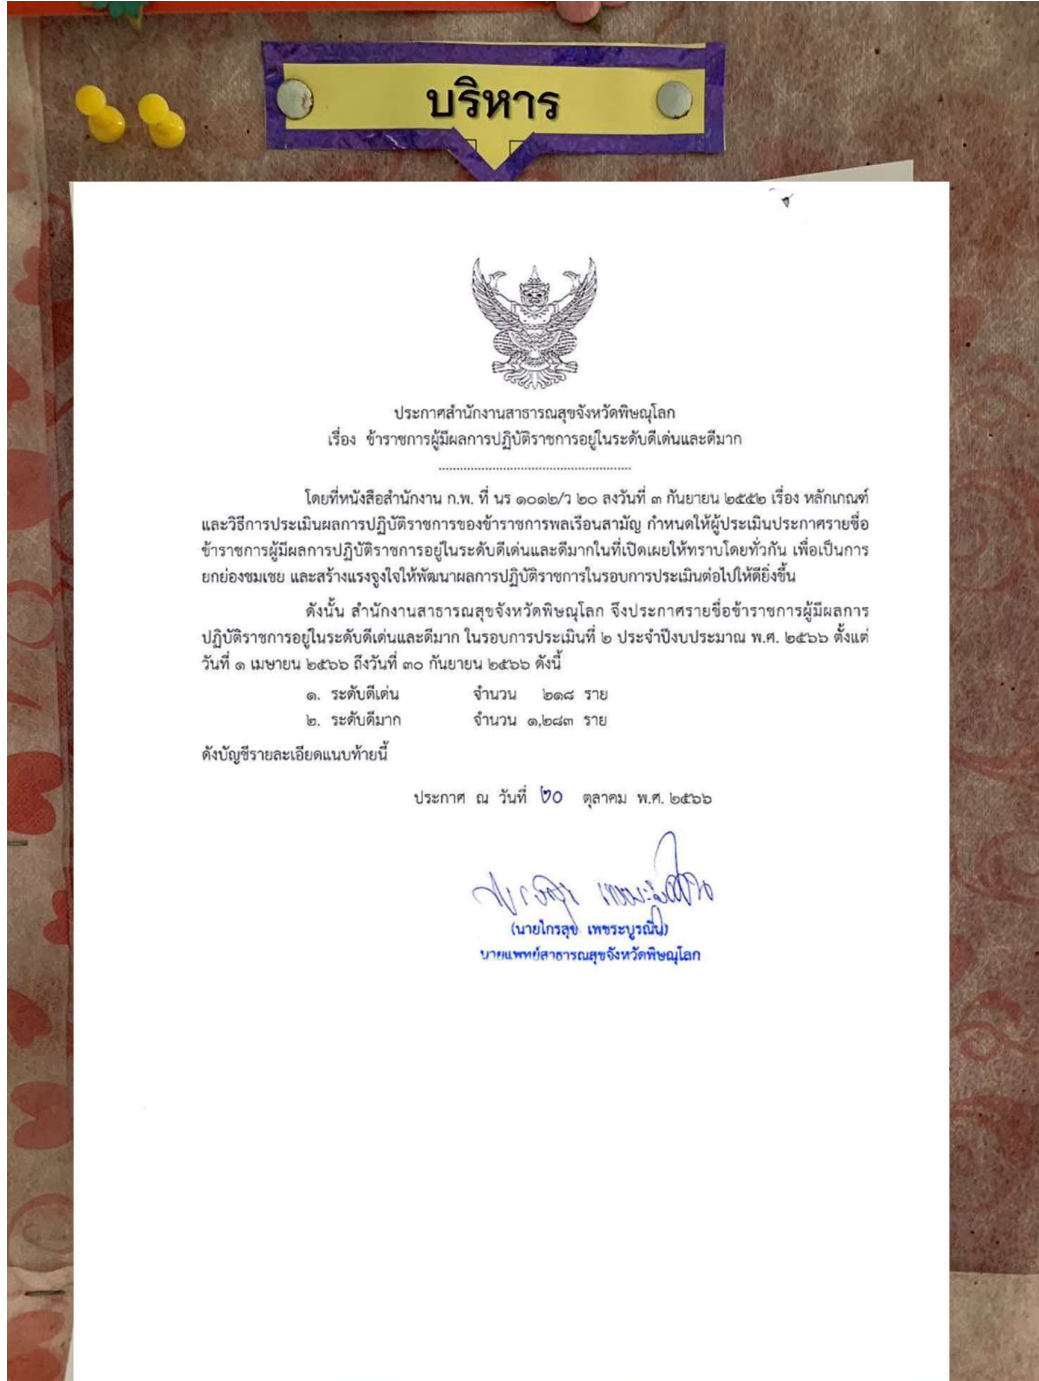 บริหาร
ประกาศสำนักงานสาธารณสุขจังหวัดพิษณุโลก
เรื่อง ข้าราชการผู้มีผลการปฏิบัติราชการอยู่ในระดับดีเด่นและดีมาก
โดยที่หนังสือสำนักงาน ก.พ. ที่ นร ๑๐๑๒/ว ๒๐ ลงวันที่ ๓ กันยายน ๒๕๕๒ เรื่อง หลักเกณฑ์
และวิธีการประเมินผลการปฏิบัติราชการของข้าราชการพลเรือนสามัญ กำหนดให้ผู้ประเมินประกาศรายชื่อ
ข้าราชการผู้มีผลการปฏิบัติราชการอยู่ในระดับดีเด่นและดีมากในที่เปิดเผยให้ทราบโดยทั่วกัน เพื่อเป็นการ
ยกย่องชมเชย และสร้างแรงจูงใจให้พัฒนาผลการปฏิบัติราชการในรอบการประเมินต่อไปให้ดียิ่งขึ้น
ดังนั้น สำนักงานสาธารณสุขจังหวัดพิษณุโลก จึงประกาศรายชื่อข้าราชการผู้มีผลการ
ปฏิบัติราชการอยู่ในระดับดีเด่นและดีมาก ในรอบการประเมินที่ ๒ ประจำปีงบประมาณ พ.ศ. ๒๕๖๖ ตั้งแต่
วันที่ ๑ เมษายน ๒๕๖๖ ถึงวันที่ ๓๐ กันยายน ๒๕๖๖ ดังนี้
๑. ระดับดีเด่น จำนวน ๒๑๘ ราย
๒. ระดับดีมาก จำนวน ๑,๒๘๓ ราย
ดังบัญชีรายละเอียดแนบท้ายนี้
ประกาศ ณ วันที่ ๒๐ ตุลาคม พ.ศ. ๒๕๖๖
(นายไกรสุข เพชระบูรณิน)
นายแพทย์สาธารณสุขจังหวัดพิษณุโลก